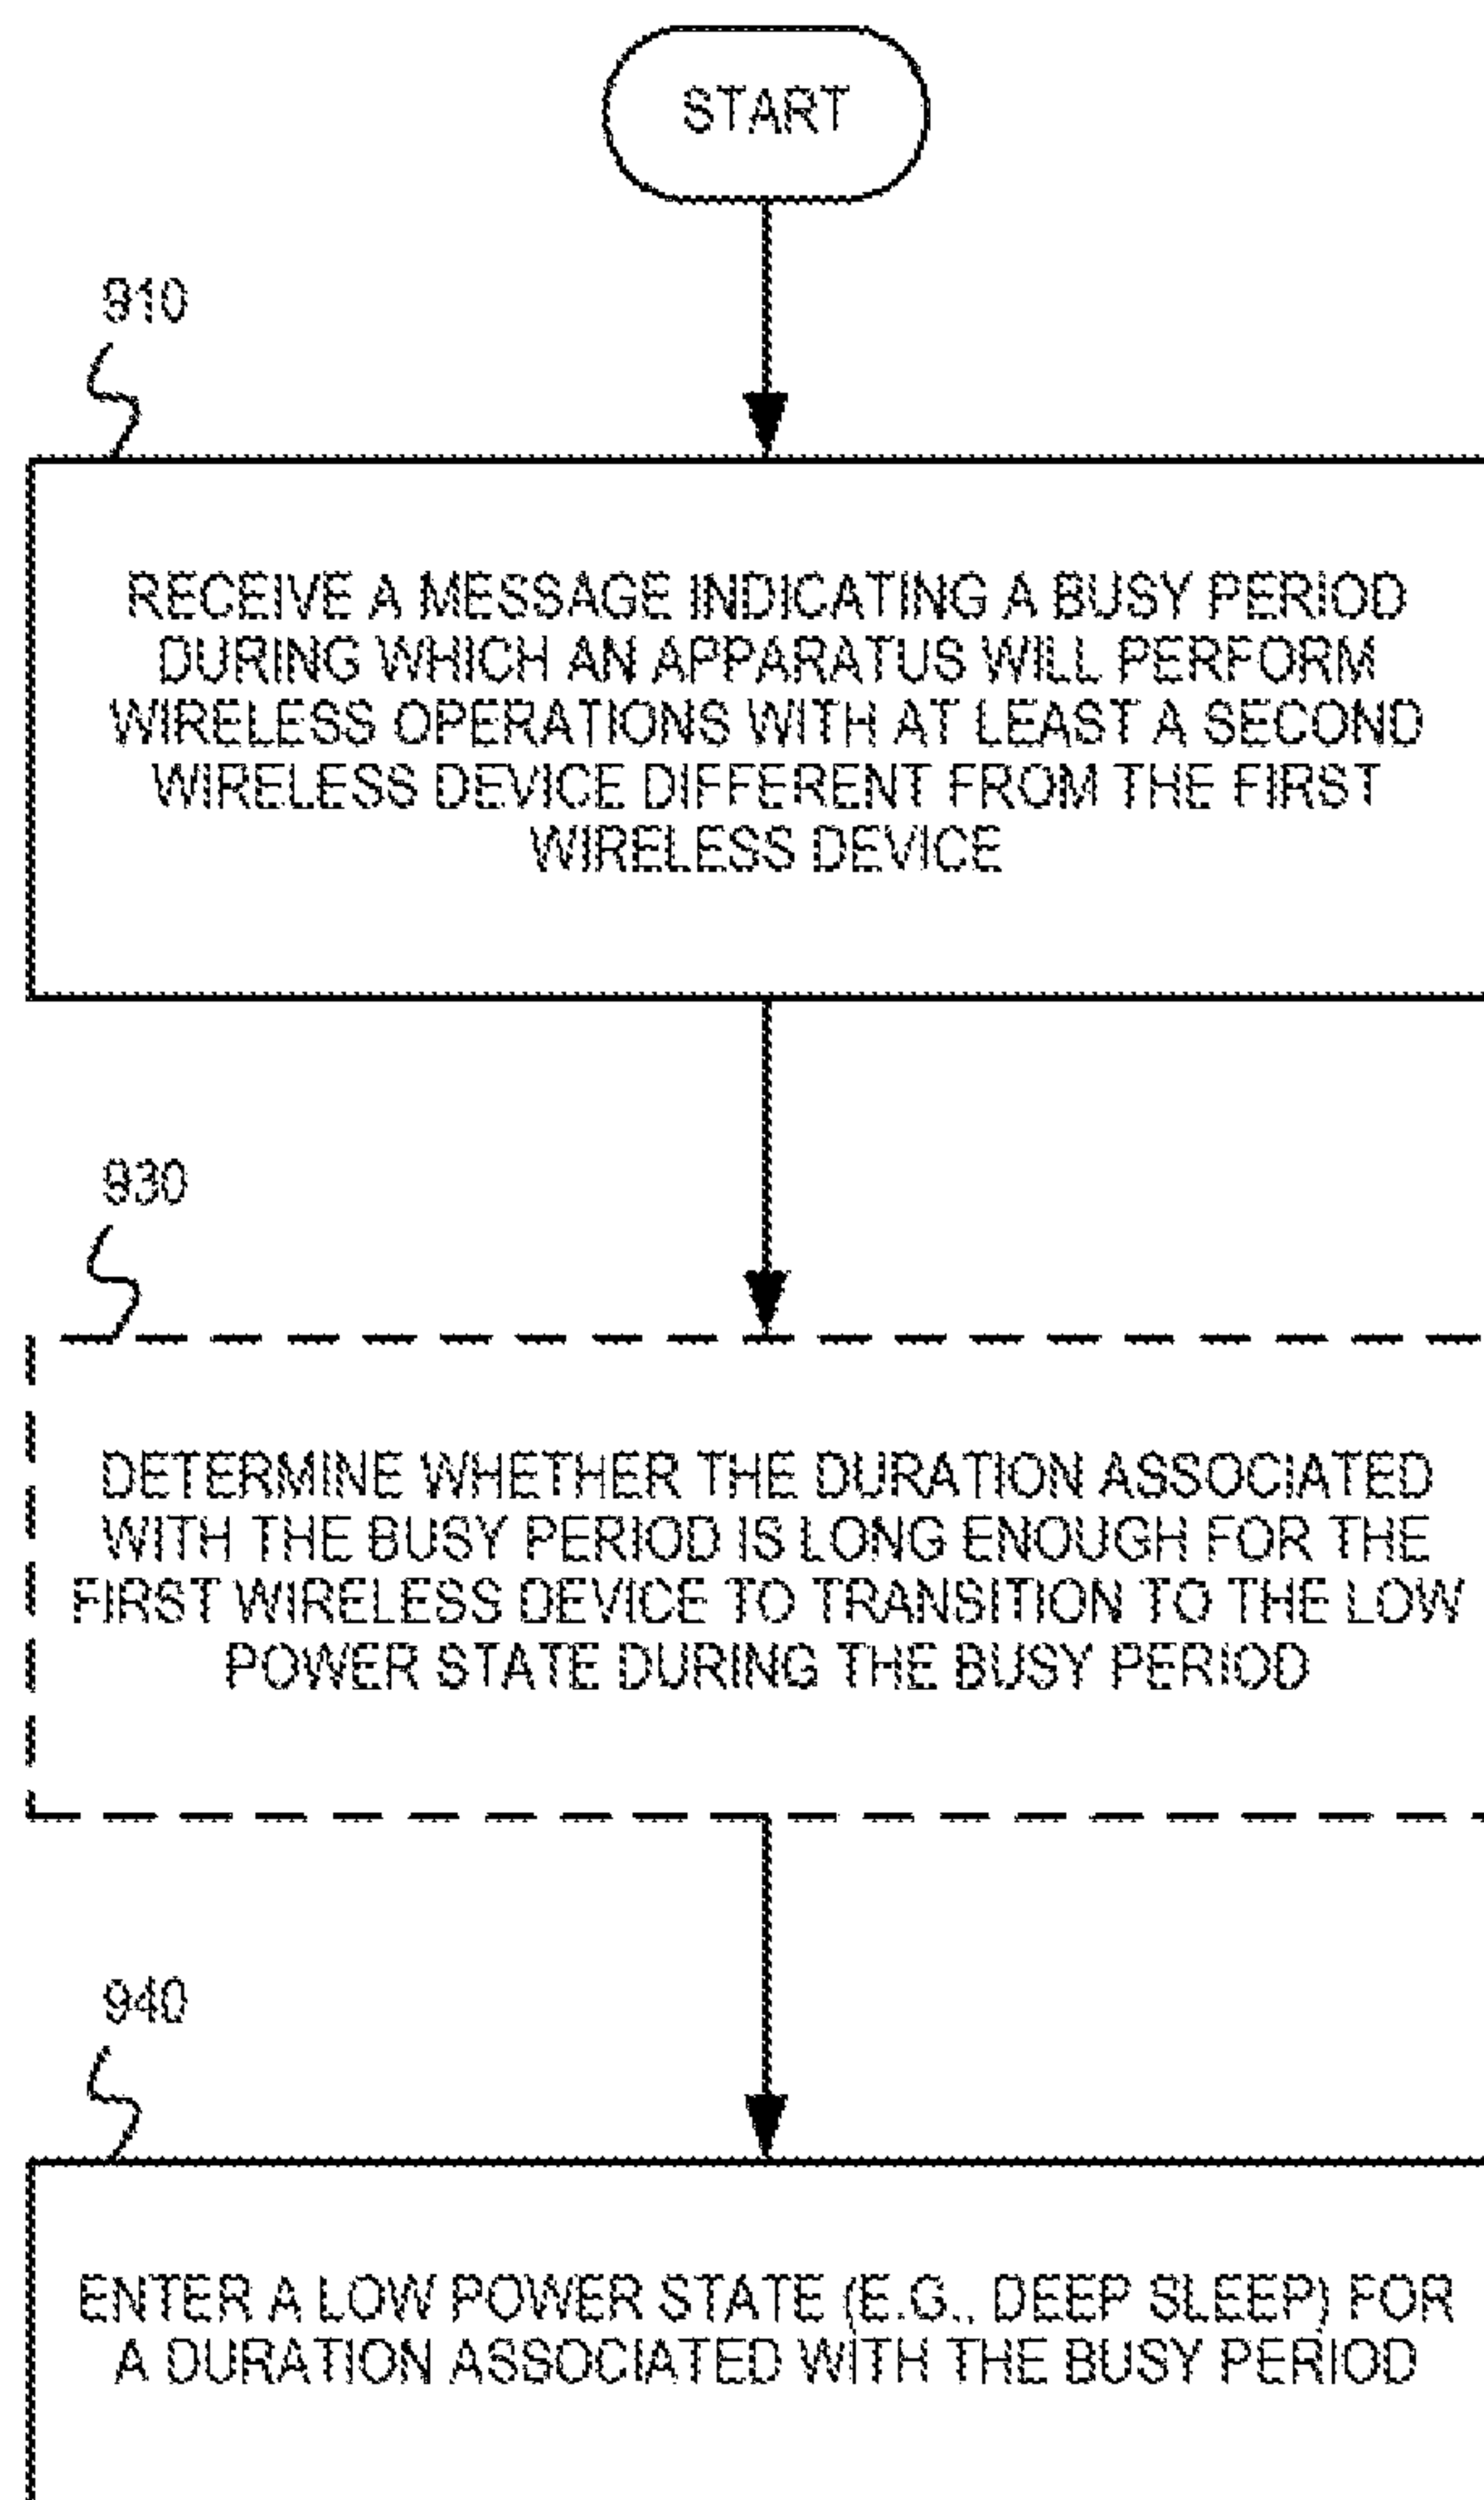 START
910
RECEIVE A MESSAGE INDICATING A BUSY PERIOD
DURING WHICH AN APPARATUS WILL PERFORM
WIRELESS OPERATIONS WITH AT LEAST A SECOND
WIRELESS DEVICE DIFFERENT FROM THE FIRST
WIRELESS DEVICE
930
DETERMINE WHETHER THE DURATION ASSOCIATED
WITH THE BUSY PERIOD IS LONG ENOUGH FOR THE
FIRST WIRELESS DEVICE TO TRANSITION TO THE LOW
POWER STATE DURING THE BUSY PERIOD
940
ENTER A LOW POWER STATE (E.G., DEEP SLEEP) FOR
A DURATION ASSOCIATED WITH THE BUSY PERIOD